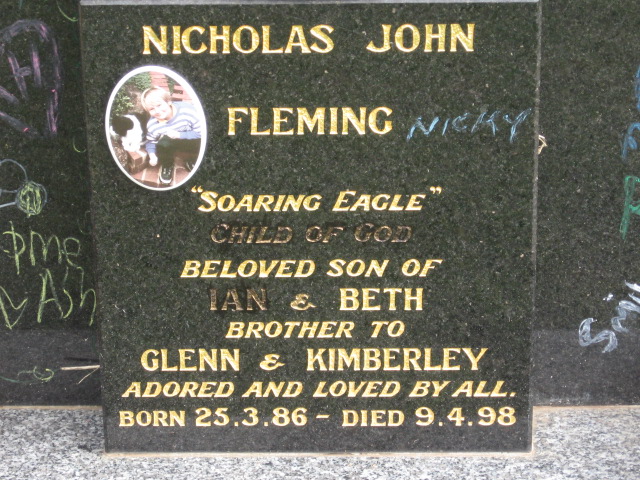 NICHOLAS JOHN
FLEMING NICKY
"SOARING EAGLE"
CHILD OF GOD
BELOVED SON OF
IAN & BETH
BROTHER TO
GLENN & KIMBERLEY
ADORED AND LOVED BY ALL.
BORN 25.3.86 - DIED 9.4.98